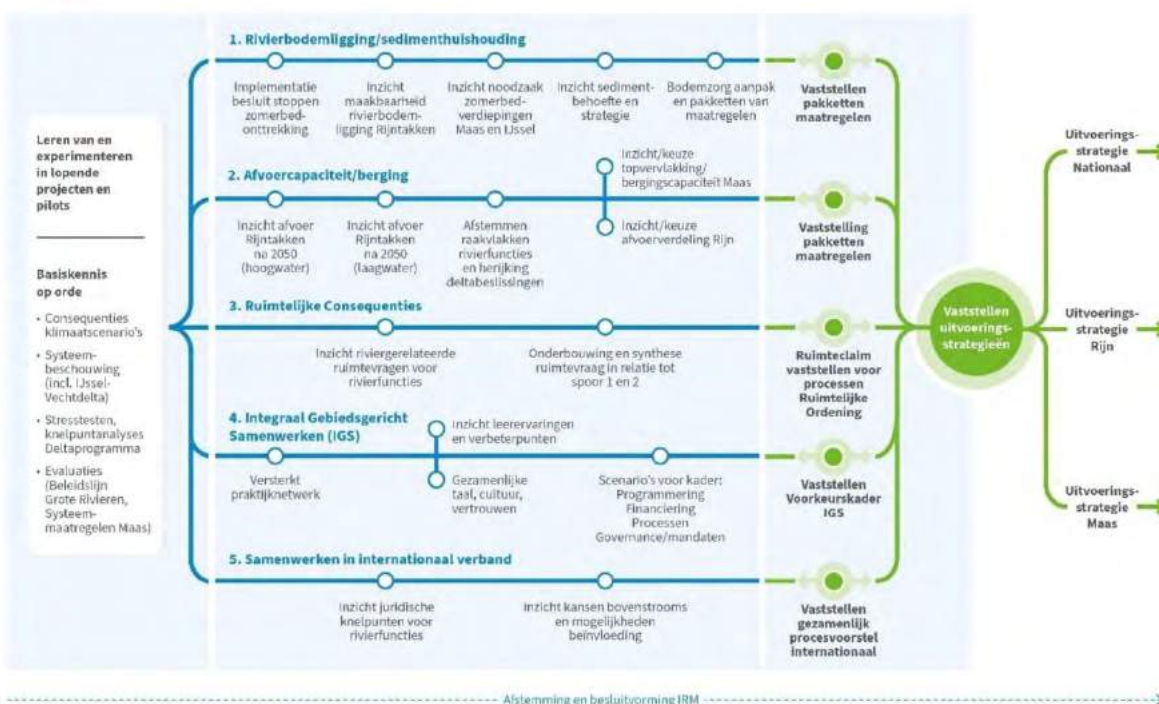 Leren van en
experimenteren
in lopende
projecten en
pilots
Basiskennis
op orde
• Consequenties
klimaatscenario's
• Systeem-
beschouwing
(incl. IJssel-
Vechtdelta)
• Stresstesten,
knelpuntanalyses
Deltaprogramma
• Evaluaties
(Beleidslijn
Grote Rivieren,
Systeem-
maatregelen Maas)
1. Rivierbodemligging/sedimenthuishouding
Implementatie
besluit stoppen
zomerbed-
onttrekking
Inzicht
maakbaarheid
rivierbodem-
ligging Rijntakken
Inzicht noodzaak
zomerbed-
verdiepingen
Maas en IJssel
Inzicht sediment-
behoefte en
strategie
Bodemzorg aanpak
en pakketten van
maatregelen
Vaststellen
pakketten
maatregelen
2. Afvoercapaciteit/berging
Inzicht afvoer
Rijntakken
na 2050
(hoogwater)
Inzicht afvoer
Rijntakken
na 2050
(laagwater)
Afstemmen
raakvlakken
rivierfuncties
en herijking
deltabeslissingen
Inzicht/keuze
topvervlakking/
bergingscapaciteit Maas
Inzicht/keuze
afvoerverdeling Rijn
Vaststelling
pakketten
maatregelen
3. Ruimtelijke Consequenties
Inzicht riviergerelateerde
ruimtevragen voor
rivierfuncties
Onderbouwing en synthese
ruimtevraag in relatie tot
spoor 1 en 2
Ruimteclaim
vaststellen voor
processen
Ruimtelijke
Ordening
4. Integraal Gebiedsgericht
Samenwerken (IGS)
Versterkt
praktijknetwerk
Inzicht leerervaringen
en verbeterpunten
Gezamenlijke
taal, cultuur,
vertrouwen
Scenario's voor kader:
Programmering
Financiering
Processen
Governance/mandaten
Vaststellen
Voorkeurskader
IGS
5. Samenwerken in internationaal verband
Inzicht juridische
knelpunten voor
rivierfuncties
Inzicht kansen bovenstrooms
en mogelijkheden
beïnvloeding
Vaststellen
gezamenlijk
procesvoorstel
internationaal
Vaststellen
uitvoerings-
strategieën
Uitvoerings-
strategie
Nationaal
Uitvoerings-
strategie
Rijn
Uitvoerings-
strategie
Maas
Afstemming en besluitvorming IRM